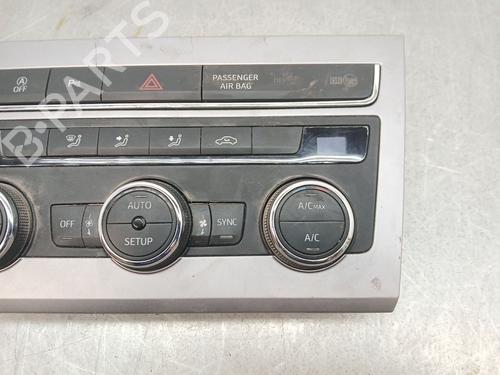 A
OFF
P
PASSENGER
AIR BAG
B-PARTS
OFF
AUTO
SETUP
SYNC
A/C MAX
A/C